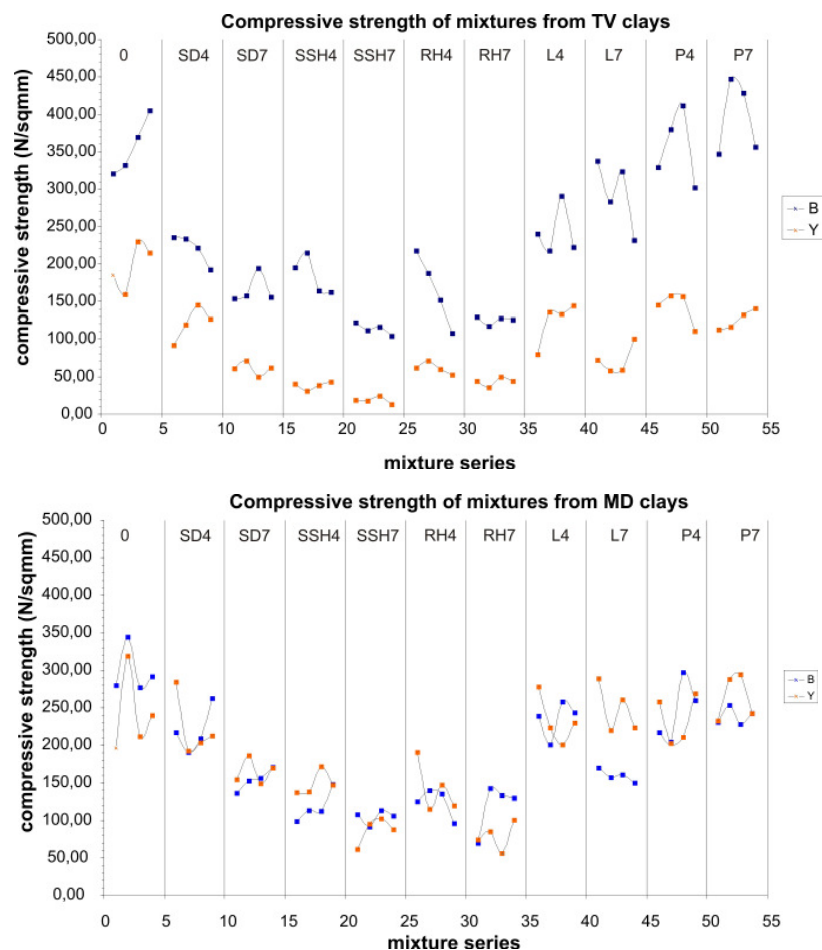 Compressive strength of mixtures from TV clays
compressive strength (N/sqmm)
500,00
450,00
400,00
350,00
300,00
250,00
200,00
150,00
100,00
50,00
0,00
0 SD4 SD7 SSH4 SSH7 RH4 RH7 L4 L7 P4 P7
B
Y
0 5 10 15 20 25 30 35 40 45 50 55
mixture series
Compressive strength of mixtures from MD clays
compressive strength (N/sqmm)
500,00
450,00
400,00
350,00
300,00
250,00
200,00
150,00
100,00
50,00
0,00
0 SD4 SD7 SSH4 SSH7 RH4 RH7 L4 L7 P4 P7
B
Y
0 5 10 15 20 25 30 35 40 45 50 55
mixture series